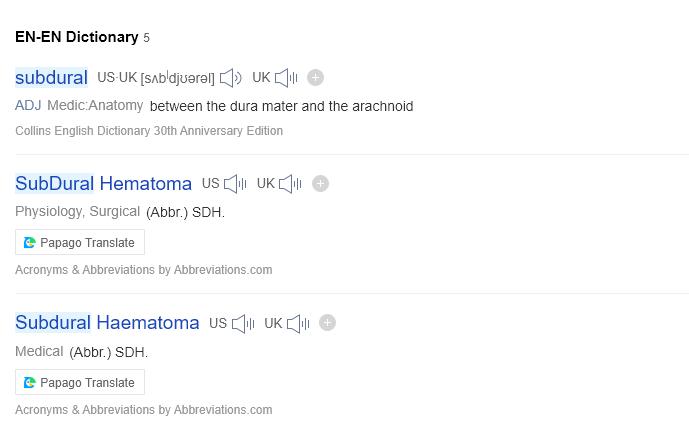 EN-EN Dictionary 5
subdural US·UK [sʌbˈdjʊərəl] UK
ADJ Medic:Anatomy between the dura mater and the arachnoid
Collins English Dictionary 30th Anniversary Edition
SubDural Hematoma US UK
Physiology, Surgical (Abbr.) SDH.
Papago Translate
Acronyms & Abbreviations by Abbreviations.com
Subdural Haematoma US UK
Medical (Abbr.) SDH.
Papago Translate
Acronyms & Abbreviations by Abbreviations.com